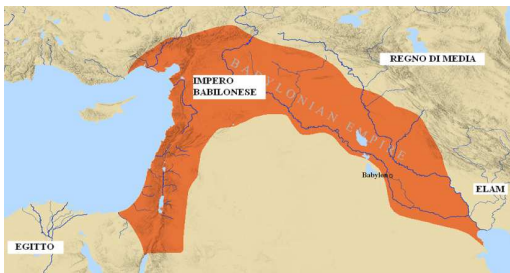 REGNO DI MEDIA
IMPERO
BABILONESE
BABYLONIAN EMPIRE
Babylon
ELAM
EGITTO